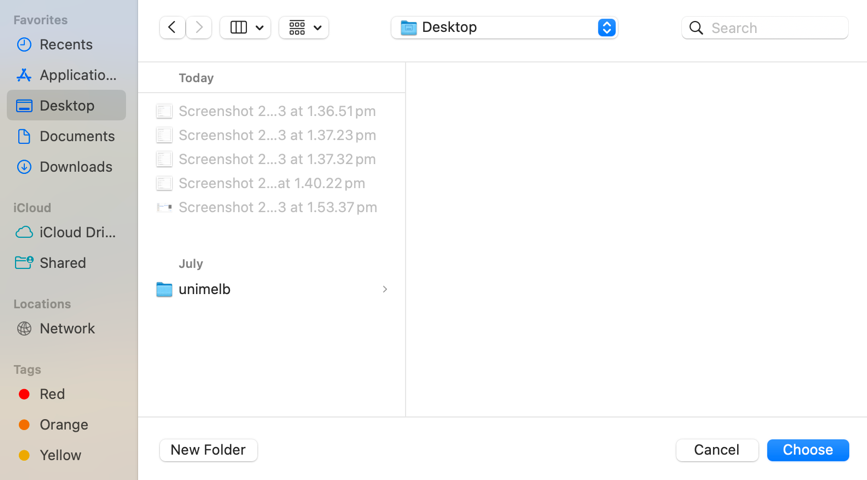 Favorites
Recents
Applicatio...
Desktop
Documents
Downloads
iCloud
iCloud Dri...
Shared
Locations
Network
Tags
Red
Orange
Yellow
Desktop
Search
Today
Screenshot 2...3 at 1.36.51 pm
Screenshot 2...3 at 1.37.23 pm
Screenshot 2...3 at 1.37.32 pm
Screenshot 2...at 1.40.22 pm
Screenshot 2...3 at 1.53.37 pm
July
unimelb
New Folder
Cancel
Choose